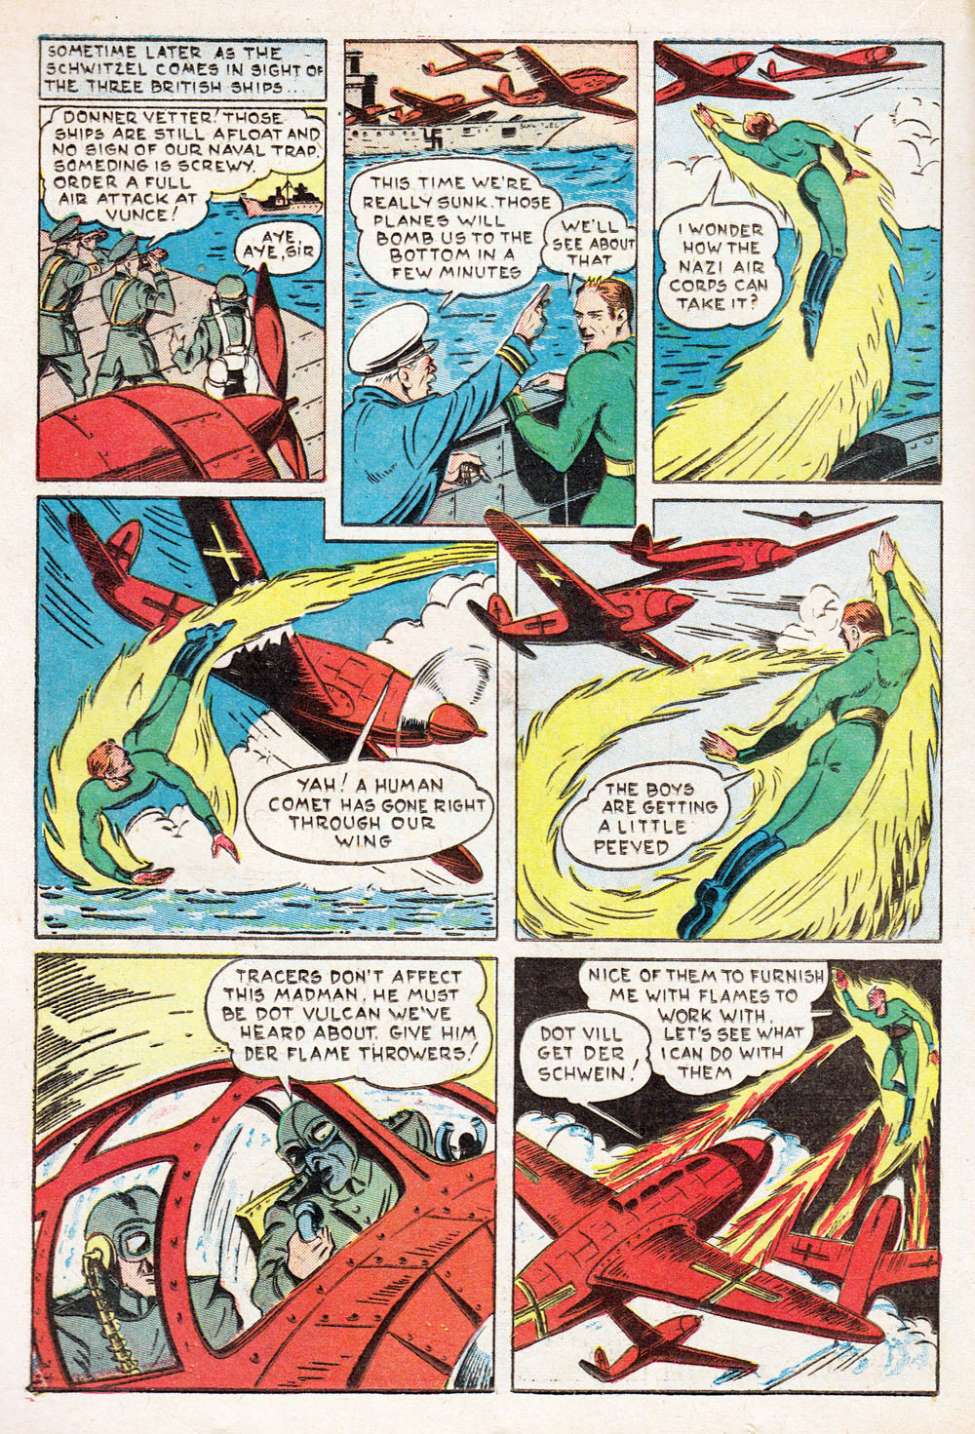 SOMETIME LATER AS THE
SCHWITZEL COMES IN SIGHT OF
THE THREE BRITISH SHIPS...
DONNER VETTER! THOSE
SHIPS ARE STILL AFLOAT AND
NO SIGN OF OUR NAVAL TRAP.
SOMEDING IS SCREWY.
ORDER A FULL
AIR ATTACK AT
VUNCE!
AYE,
AYE, SIR
THIS TIME WE'RE
REALLY SUNK. THOSE
PLANES WILL
BOMB US TO THE
BOTTOM IN A
FEW MINUTES
WE'LL
SEE ABOUT
THAT
I WONDER
HOW THE
NAZI AIR
CORPS CAN
TAKE IT?
YAH! A HUMAN
COMET HAS GONE RIGHT
THROUGH OUR
WING
THE BOYS
ARE GETTING
A LITTLE
PEEVED
TRACERS DON'T AFFECT
THIS MADMAN. HE MUST
BE DOT VULCAN WE'VE
HEARD ABOUT. GIVE HIM
DER FLAME THROWERS!
DOT VILL
GET DER
SCHWEIN!
NICE OF THEM TO FURNISH
ME WITH FLAMES TO
WORK WITH.
LET'S SEE WHAT
I CAN DO WITH
THEM